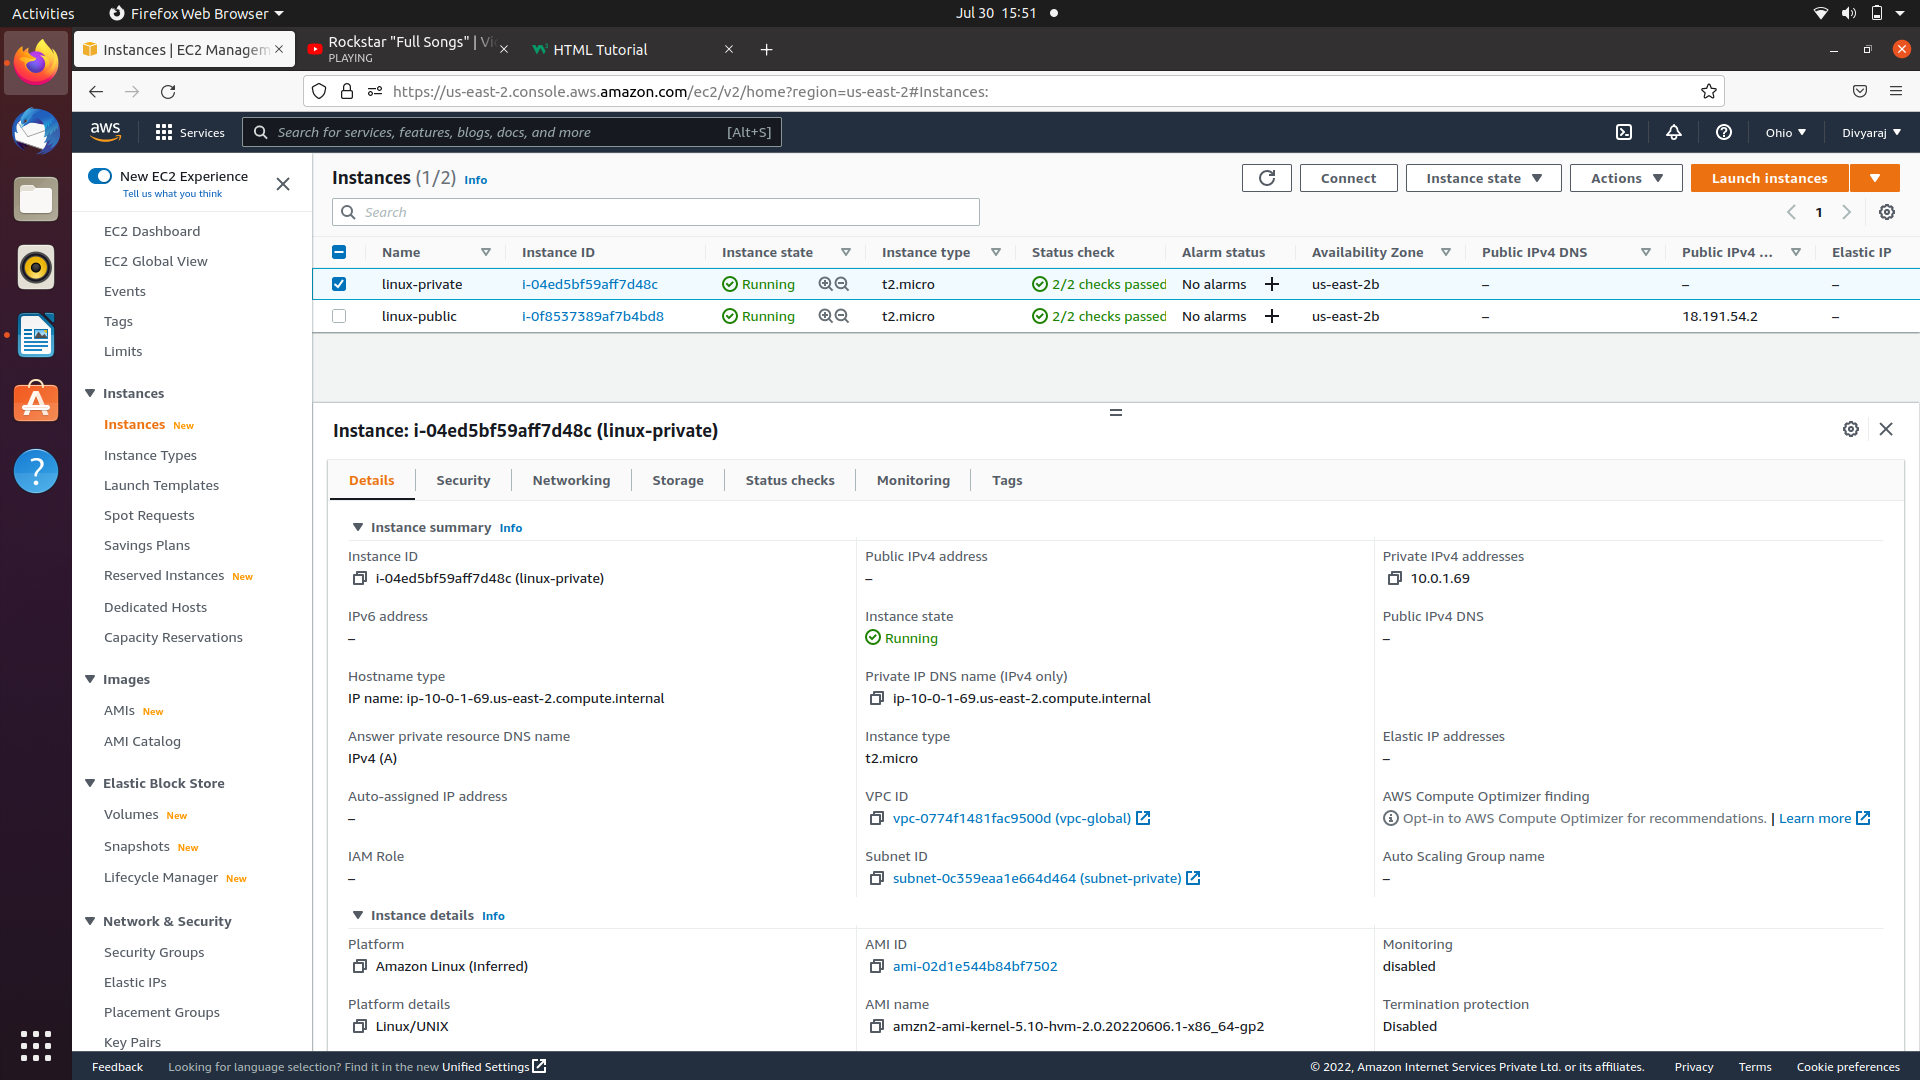 Activities Firefox Web Browser Jul 30 15:51
Instances | EC2 Managem
Rockstar "Full Songs" | Vi
PLAYING
HTML Tutorial
https://us-east-2.console.aws.amazon.com/ec2/v2/home?region=us-east-2#Instances:
aws Services Search for services, features, blogs, docs, and more [Alt+S] Ohio Divyaraj
New EC2 Experience
Tell us what you think
EC2 Dashboard
EC2 Global View
Events
Tags
Limits
Instances
Instances New
Instance Types
Launch Templates
Spot Requests
Savings Plans
Reserved Instances New
Dedicated Hosts
Capacity Reservations
Images
AMIs New
AMI Catalog
Elastic Block Store
Volumes New
Snapshots New
Lifecycle Manager New
Network & Security
Security Groups
Elastic IPs
Placement Groups
Key Pairs
Instances (1/2) Info Connect Instance state Actions Launch instances
Search 1
Name Instance ID Instance state Instance type Status check Alarm status Availability Zone Public IPv4 DNS Public IPv4 ... Elastic IP
linux-private i-04ed5bf59aff7d48c Running t2.micro 2/2 checks passed No alarms + us-east-2b – – –
linux-public i-0f8537389af7b4bd8 Running t2.micro 2/2 checks passed No alarms + us-east-2b – 18.191.54.2 –
Instance: i-04ed5bf59aff7d48c (linux-private)
Details Security Networking Storage Status checks Monitoring Tags
Instance summary Info
Instance ID Public IPv4 address Private IPv4 addresses
i-04ed5bf59aff7d48c (linux-private) – 10.0.1.69
IPv6 address Instance state Public IPv4 DNS
– Running –
Hostname type Private IP DNS name (IPv4 only)
IP name: ip-10-0-1-69.us-east-2.compute.internal ip-10-0-1-69.us-east-2.compute.internal
Answer private resource DNS name Instance type Elastic IP addresses
IPv4 (A) t2.micro –
Auto-assigned IP address VPC ID AWS Compute Optimizer finding
– vpc-0774f1481fac9500d (vpc-global) Opt-in to AWS Compute Optimizer for recommendations. | Learn more
IAM Role Subnet ID Auto Scaling Group name
– subnet-0c359eaa1e664d464 (subnet-private) –
Instance details Info
Platform AMI ID Monitoring
Amazon Linux (Inferred) ami-02d1e544b84bf7502 disabled
Platform details AMI name Termination protection
Linux/UNIX amzn2-ami-kernel-5.10-hvm-2.0.20220606.1-x86_64-gp2 Disabled
Feedback Looking for language selection? Find it in the new Unified Settings © 2022, Amazon Internet Services Private Ltd. or its affiliates. Privacy Terms Cookie preferences